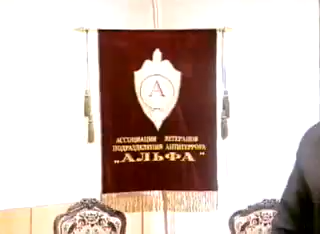 А
АССОЦИАЦИЯ ВЕТЕРАНОВ
ПОДРАЗДЕЛЕНИЯ АНТИТЕРРОРА
„АЛЬФА"